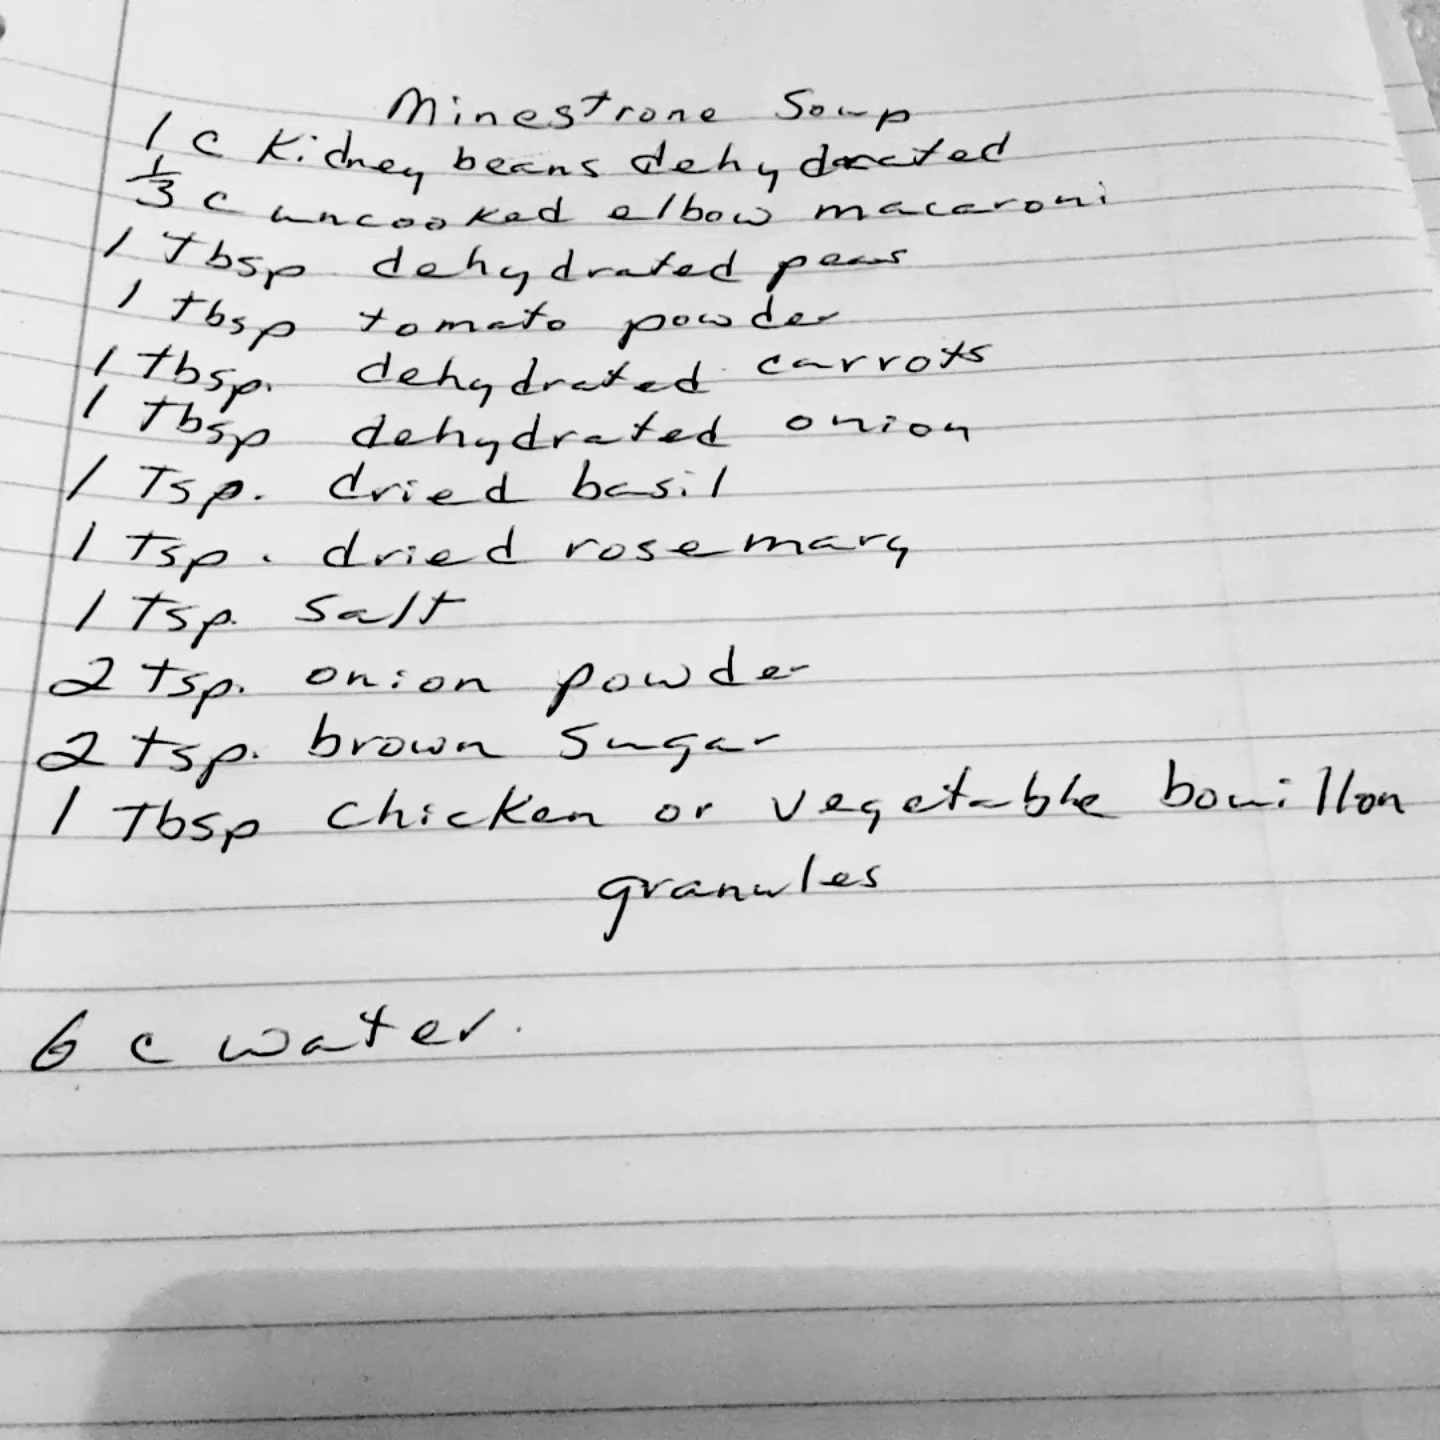 Minestrone Soup
1 c Kidney beans dehydrated
1/3 c uncooked elbow macaroni
1 Tbsp dehydrated peas
1 Tbsp tomato powder
1 Tbsp. dehydrated carrots
1 Tbsp dehydrated onion
1 Tsp. dried basil
1 Tsp. dried rosemary
1 Tsp. Salt
2 Tsp. onion powder
2 tsp. brown Sugar
1 Tbsp Chicken or vegetable bouillon
granules
6 c water.